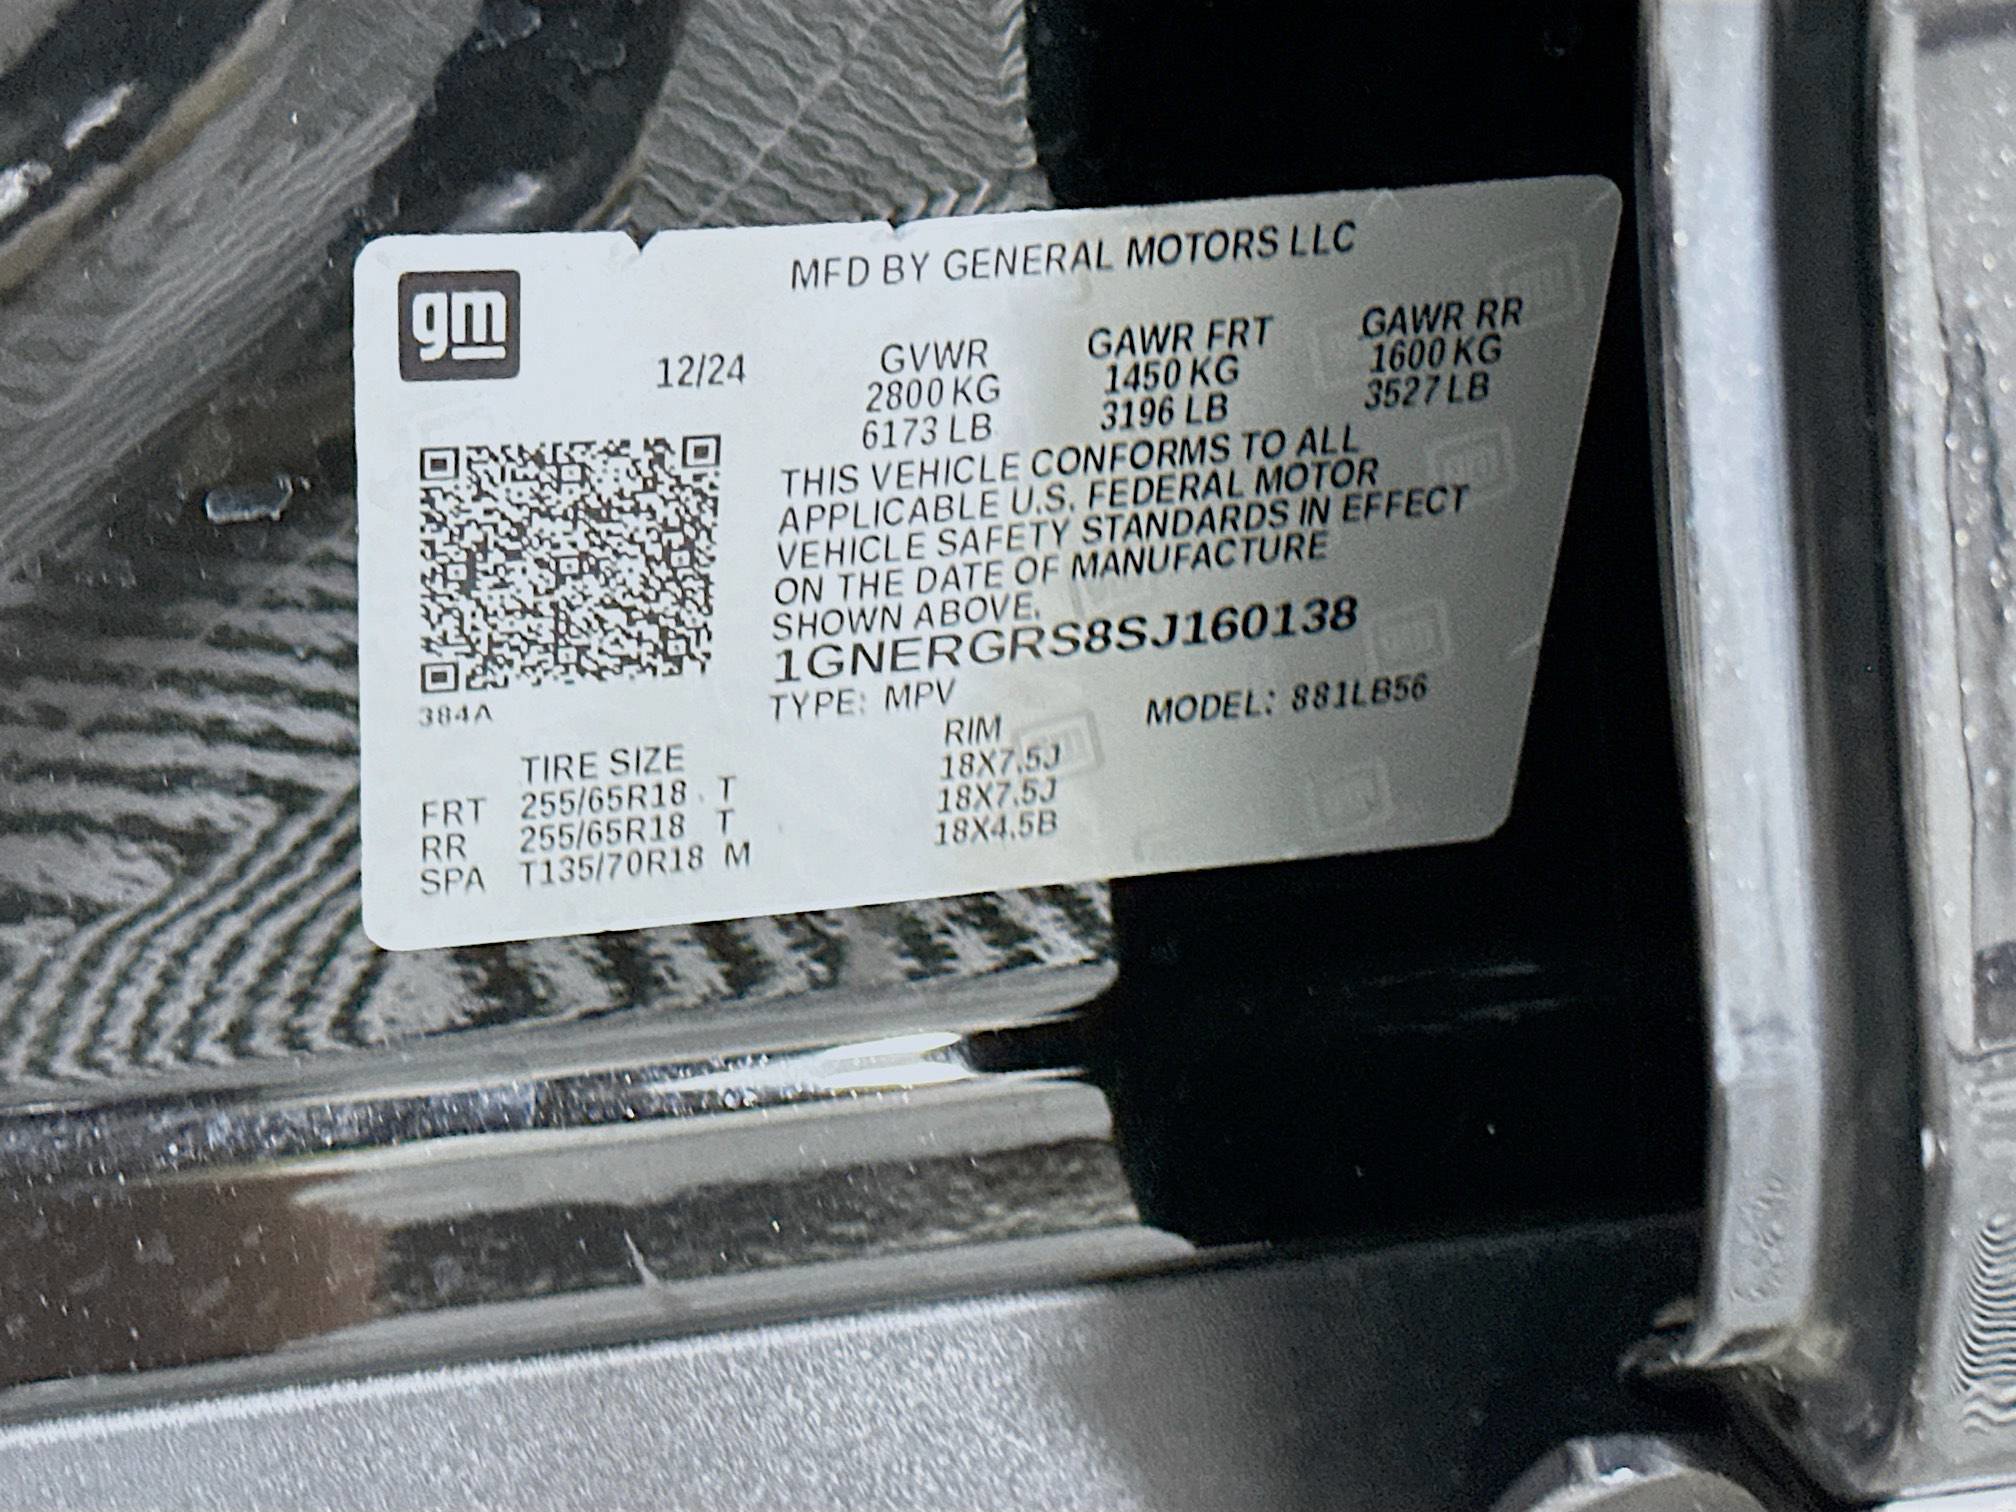 MFD BY GENERAL MOTORS LLC
gm
12/24
GVWR GAWR FRT GAWR RR
2800 KG 1450 KG 1600 KG
6173 LB 3196 LB 3527 LB
THIS VEHICLE CONFORMS TO ALL
APPLICABLE U.S. FEDERAL MOTOR
VEHICLE SAFETY STANDARDS IN EFFECT
ON THE DATE OF MANUFACTURE
SHOWN ABOVE.
1GNERGRS8SJ160138
384A
TYPE: MPV MODEL: 881LB56
TIRE SIZE RIM
FRT 255/65R18 T 18X7.5J
RR 255/65R18 T 18X7.5J
SPA T135/70R18 M 18X4.5B